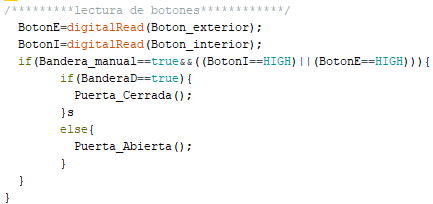 /*********lectura de botones************/
BotonE=digitalRead(Boton_exterior);
BotonI=digitalRead(Boton_interior);
if(Bandera_manual==true&&((BotonI==HIGH)||(BotonE==HIGH))){
if(BanderaD==true){
Puerta_Cerrada();
}s
else{
Puerta_Abierta();
}
}
}